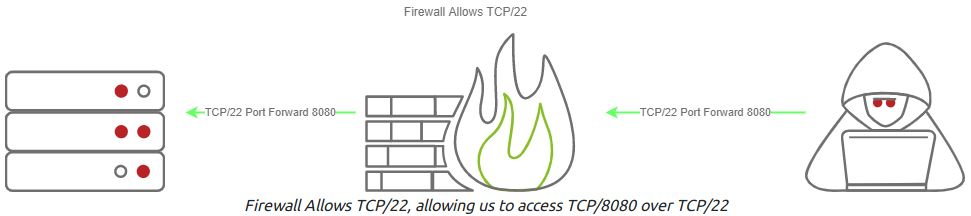 Firewall Allows TCP/22
TCP/22 Port Forward 8080
TCP/22 Port Forward 8080
Firewall Allows TCP/22, allowing us to access TCP/8080 over TCP/22